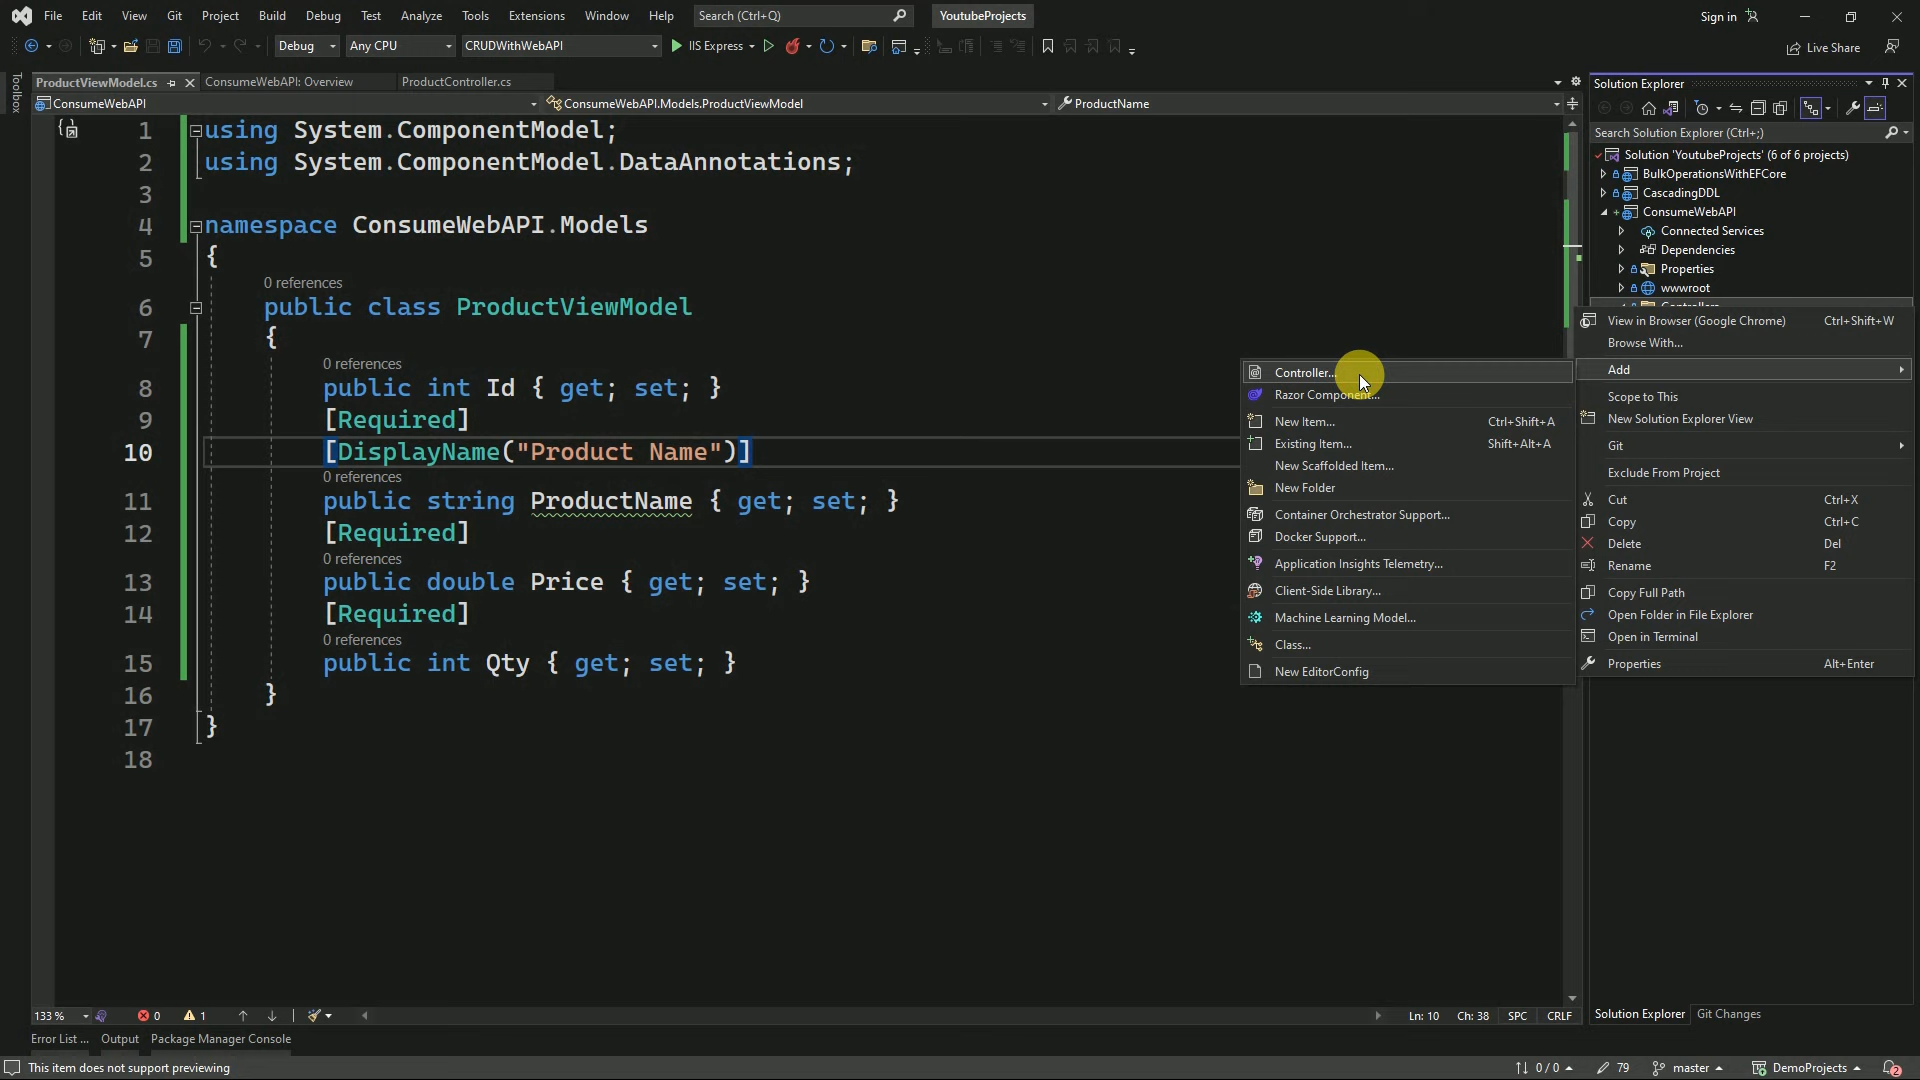 File Edit View Git Project Build Debug Test Analyze Tools Extensions Window Help Search (Ctrl+Q) YoutubeProjects Sign in
Debug Any CPU CRUDWithWebAPI IIS Express Live Share
Toolbox
ProductViewModel.cs ConsumeWebAPI: Overview ProductController.cs
ConsumeWebAPI ConsumeWebAPI.Models.ProductViewModel ProductName
1 using System.ComponentModel;
2 using System.ComponentModel.DataAnnotations;
3
4 namespace ConsumeWebAPI.Models
5 {
0 references
6 public class ProductViewModel
7 {
0 references
8 public int Id { get; set; }
9 [Required]
10 [DisplayName("Product Name")]
0 references
11 public string ProductName { get; set; }
12 [Required]
0 references
13 public double Price { get; set; }
14 [Required]
0 references
15 public int Qty { get; set; }
16 }
17 }
18
Controller...
Razor Component...
New Item... Ctrl+Shift+A
Existing Item... Shift+Alt+A
New Scaffolded Item...
New Folder
Container Orchestrator Support...
Docker Support...
Application Insights Telemetry...
Client-Side Library...
Machine Learning Model...
Class...
New EditorConfig
Solution Explorer
Search Solution Explorer (Ctrl+;)
Solution 'YoutubeProjects' (6 of 6 projects)
BulkOperationsWithEFCore
CascadingDDL
ConsumeWebAPI
Connected Services
Dependencies
Properties
wwwroot
View in Browser (Google Chrome) Ctrl+Shift+W
Browse With...
Add
Scope to This
New Solution Explorer View
Git
Exclude From Project
Cut Ctrl+X
Copy Ctrl+C
Delete Del
Rename F2
Copy Full Path
Open Folder in File Explorer
Open in Terminal
Properties Alt+Enter
133 % 0 1 Ln: 10 Ch: 38 SPC CRLF
Solution Explorer Git Changes
Error List ... Output Package Manager Console
This item does not support previewing 0 / 0 79 master DemoProjects 2